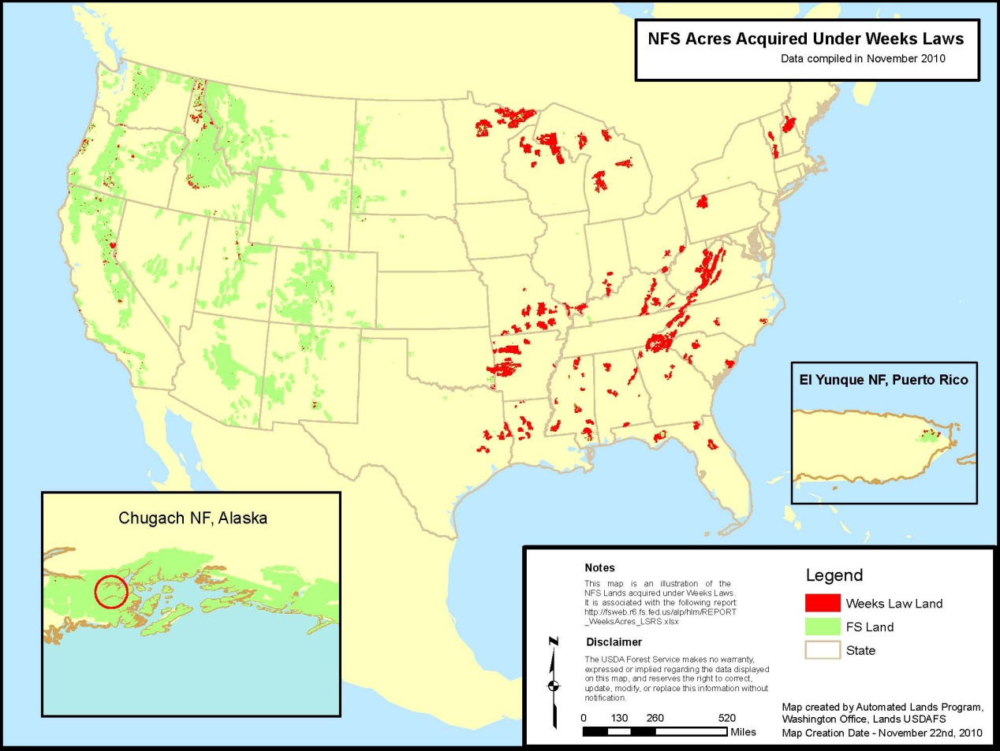 NFS Acres Acquired Under Weeks Laws
Data compiled in November 2010
El Yunque NF, Puerto Rico
Chugach NF, Alaska
Notes
This map is an illustration of the
NFS Lands acquired under Weeks Laws.
It is associated with the following report:
http://fsweb.r6.fs.fed.us/alp/hlm/REPORT
_WeeksAcres_LSRS.xlsx
Disclaimer
The USDA Forest Service makes no warranty,
expressed or implied regarding the data displayed
on this map, and reserves the right to correct,
update, modify, or replace this information without
notification.
N
0 130 260 520
Miles
Legend
Weeks Law Land
FS Land
State
Map created by Automated Lands Program,
Washington Office, Lands USDAFS
Map Creation Date - November 22nd, 2010